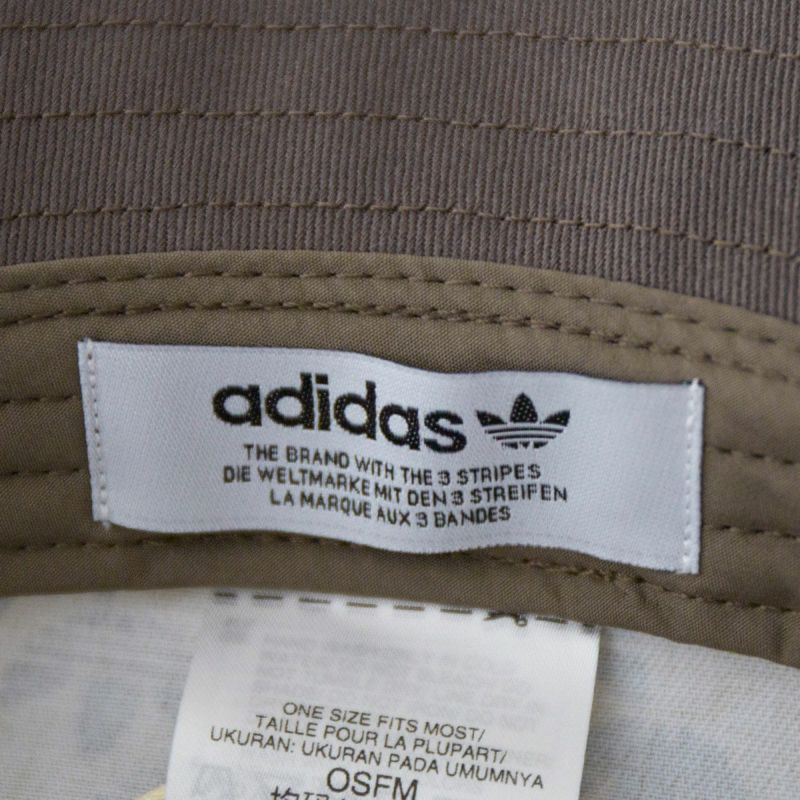 adidas
THE BRAND WITH THE 3 STRIPES
DIE WELTMARKE MIT DEN 3 STREIFEN
LA MARQUE AUX 3 BANDES
ONE SIZE FITS MOST/
TAILLE POUR LA PLUPART/
UKURAN: UKURAN PADA UMUMNYA
OSFM